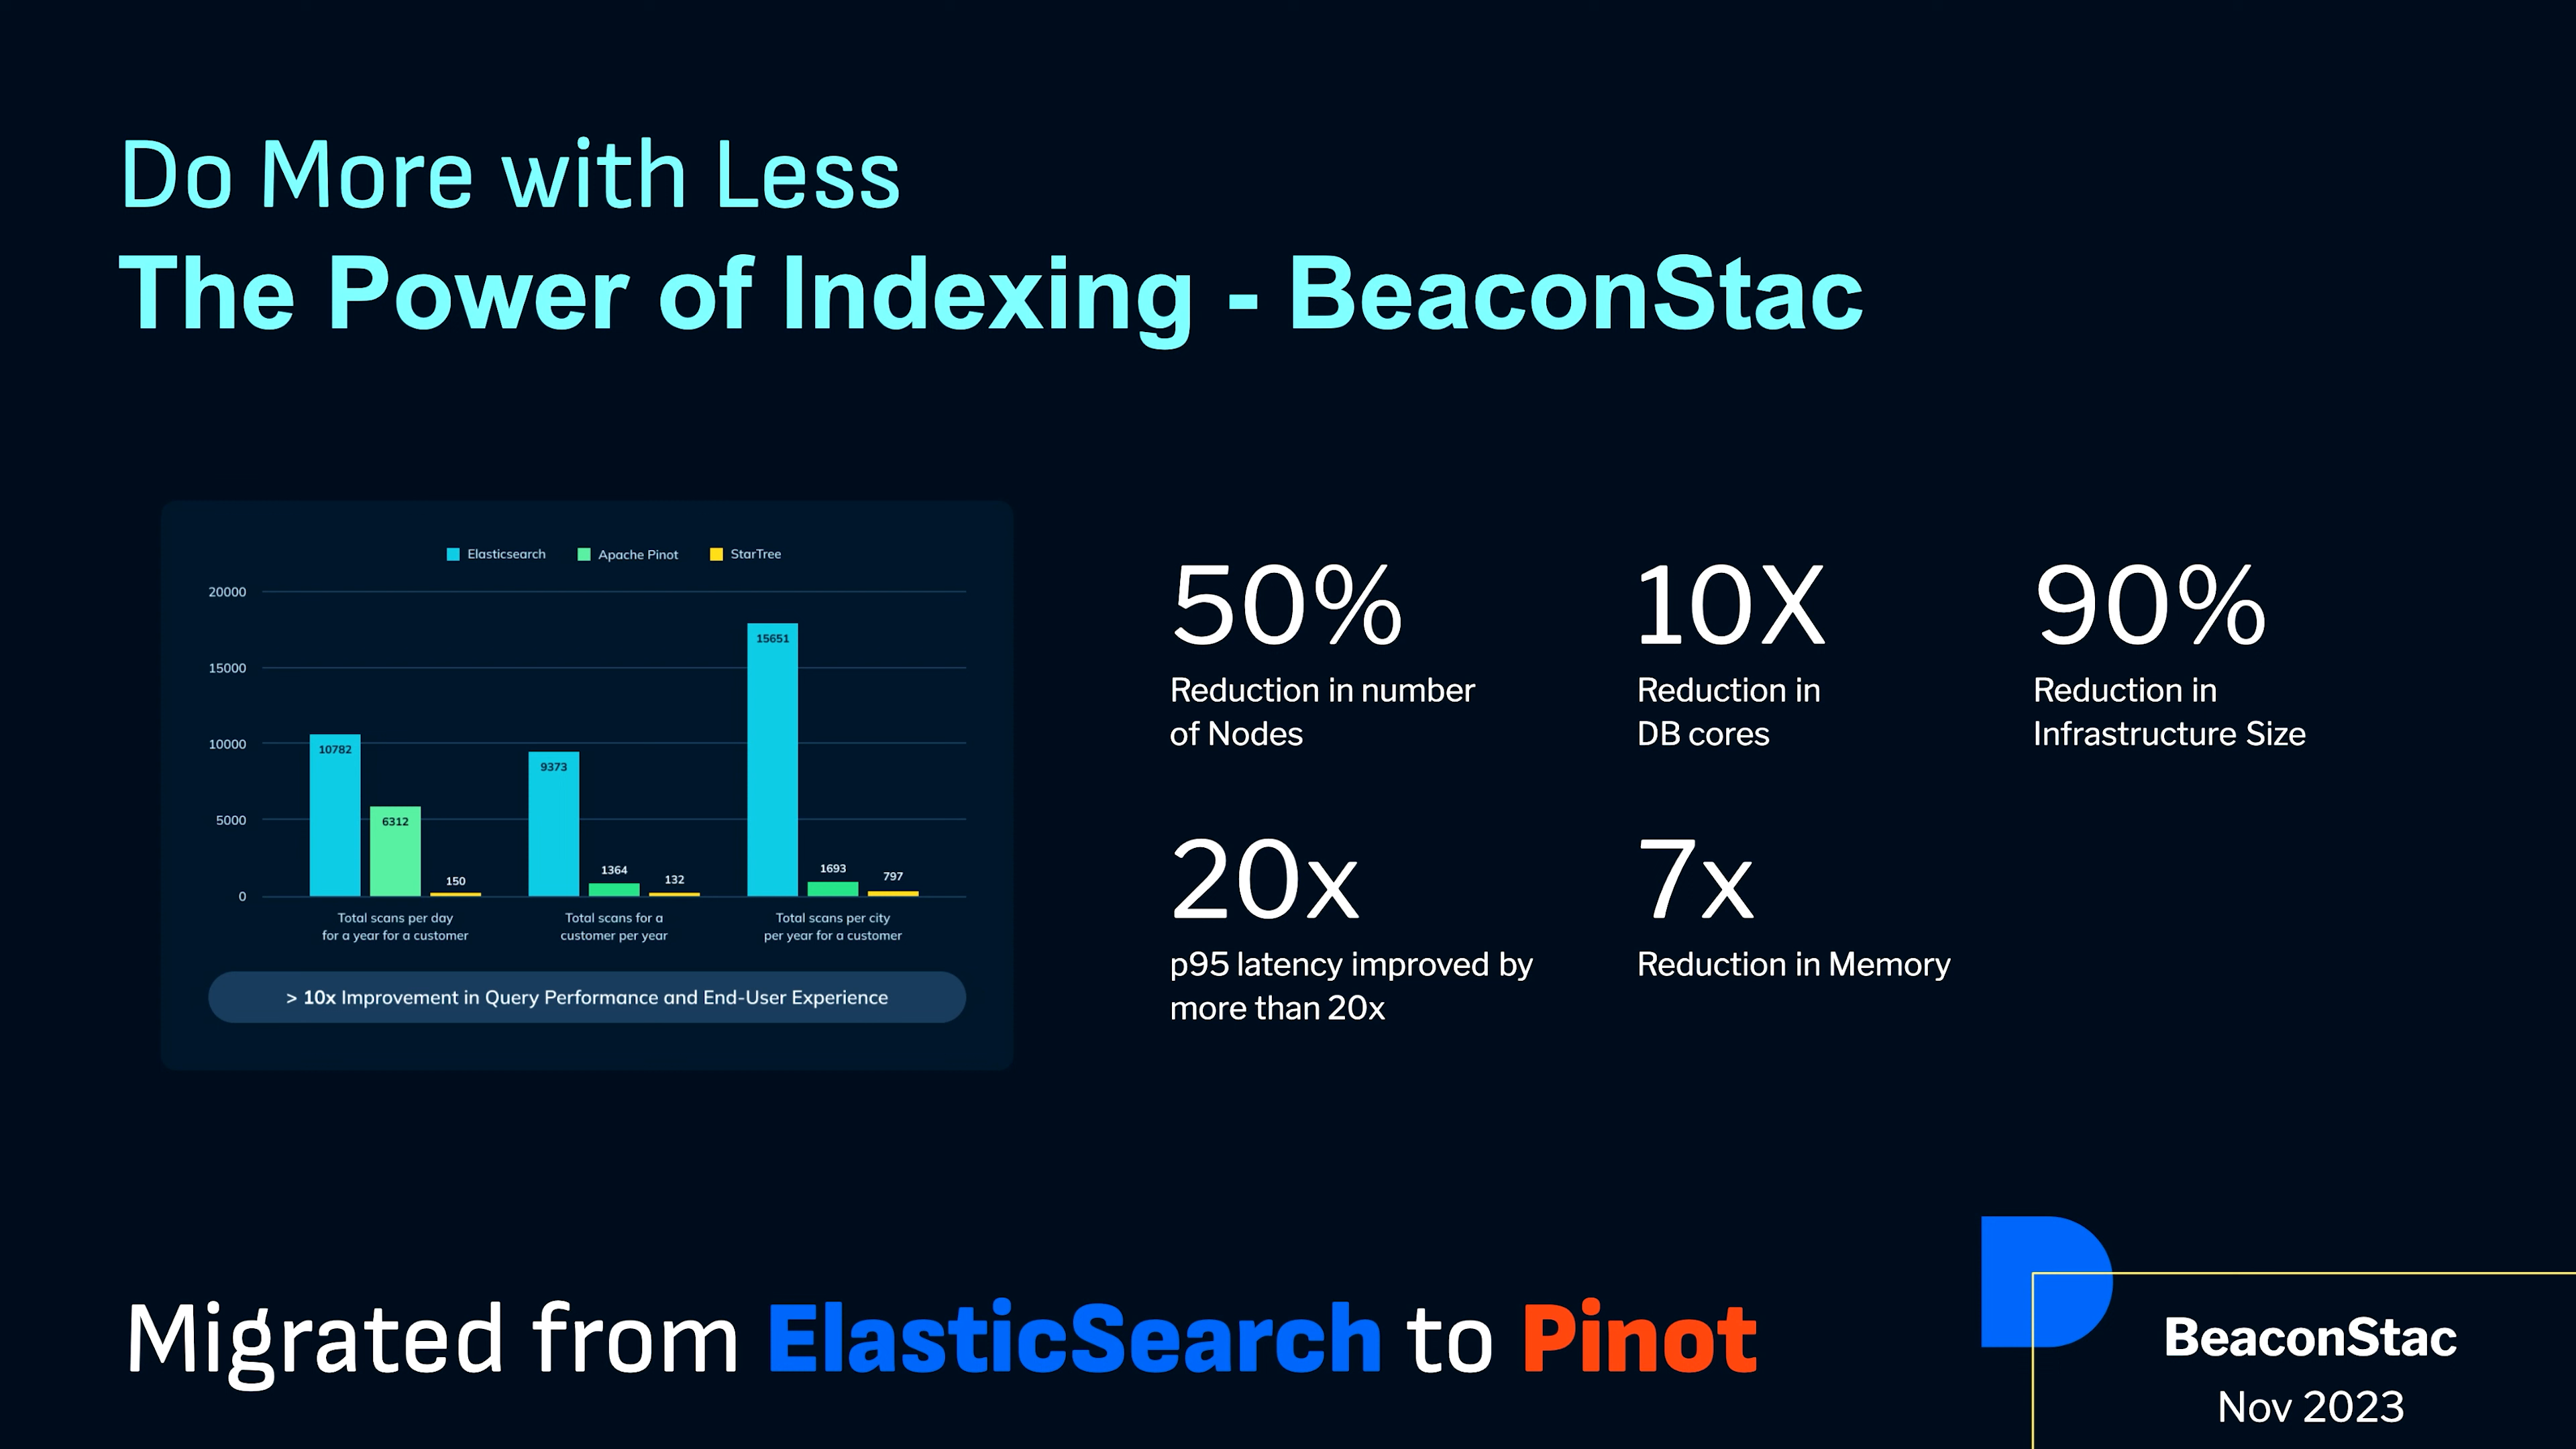 Do More with Less
The Power of Indexing - BeaconStac
Elasticsearch
Apache Pinot
StarTree
20000
15000
10000
5000
0
10782
6312
150
9373
1364
132
15651
1693
797
Total scans per day
for a year for a customer
Total scans for a
customer per year
Total scans per city
per year for a customer
> 10x Improvement in Query Performance and End-User Experience
50%
Reduction in number
of Nodes
10X
Reduction in
DB cores
90%
Reduction in
Infrastructure Size
20x
p95 latency improved by
more than 20x
7x
Reduction in Memory
Migrated from ElasticSearch to Pinot
BeaconStac
Nov 2023